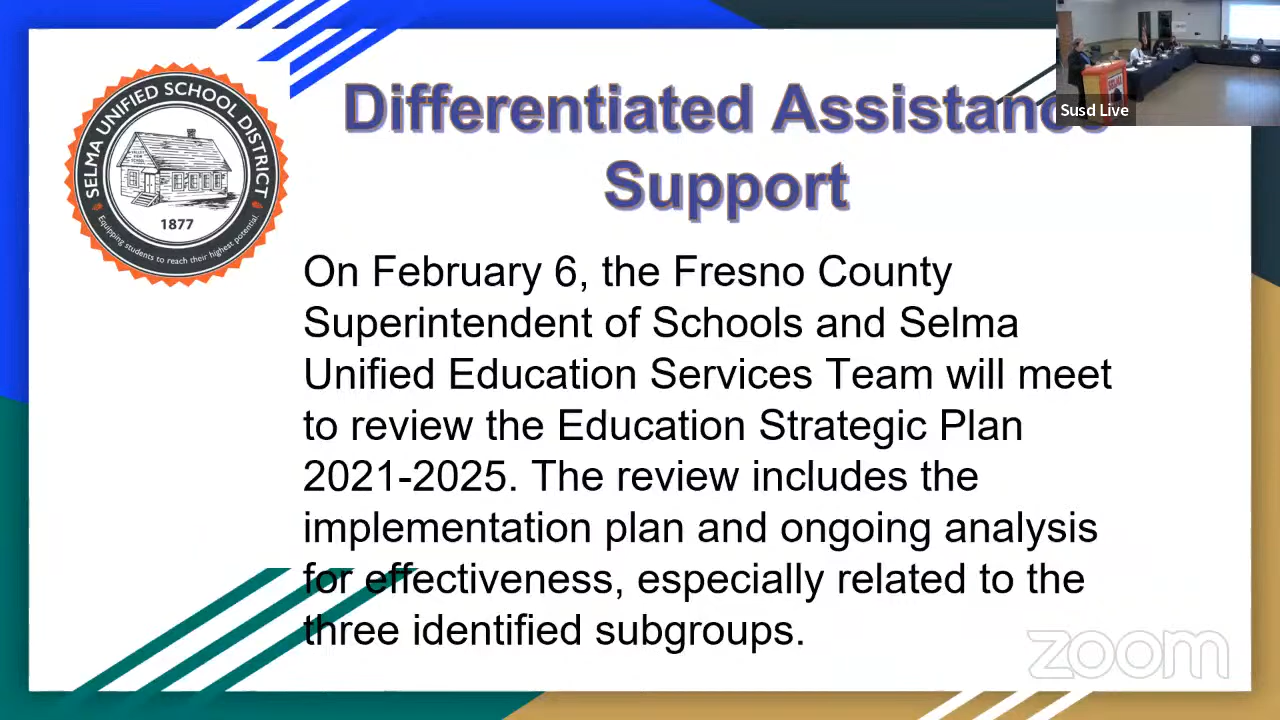 Differentiated Assistance
Support
Susd Live
SELMA UNIFIED SCHOOL DISTRICT
1877
Equipping students to reach their highest potential!
On February 6, the Fresno County
Superintendent of Schools and Selma
Unified Education Services Team will meet
to review the Education Strategic Plan
2021-2025. The review includes the
implementation plan and ongoing analysis
for effectiveness, especially related to the
three identified subgroups.
zoom